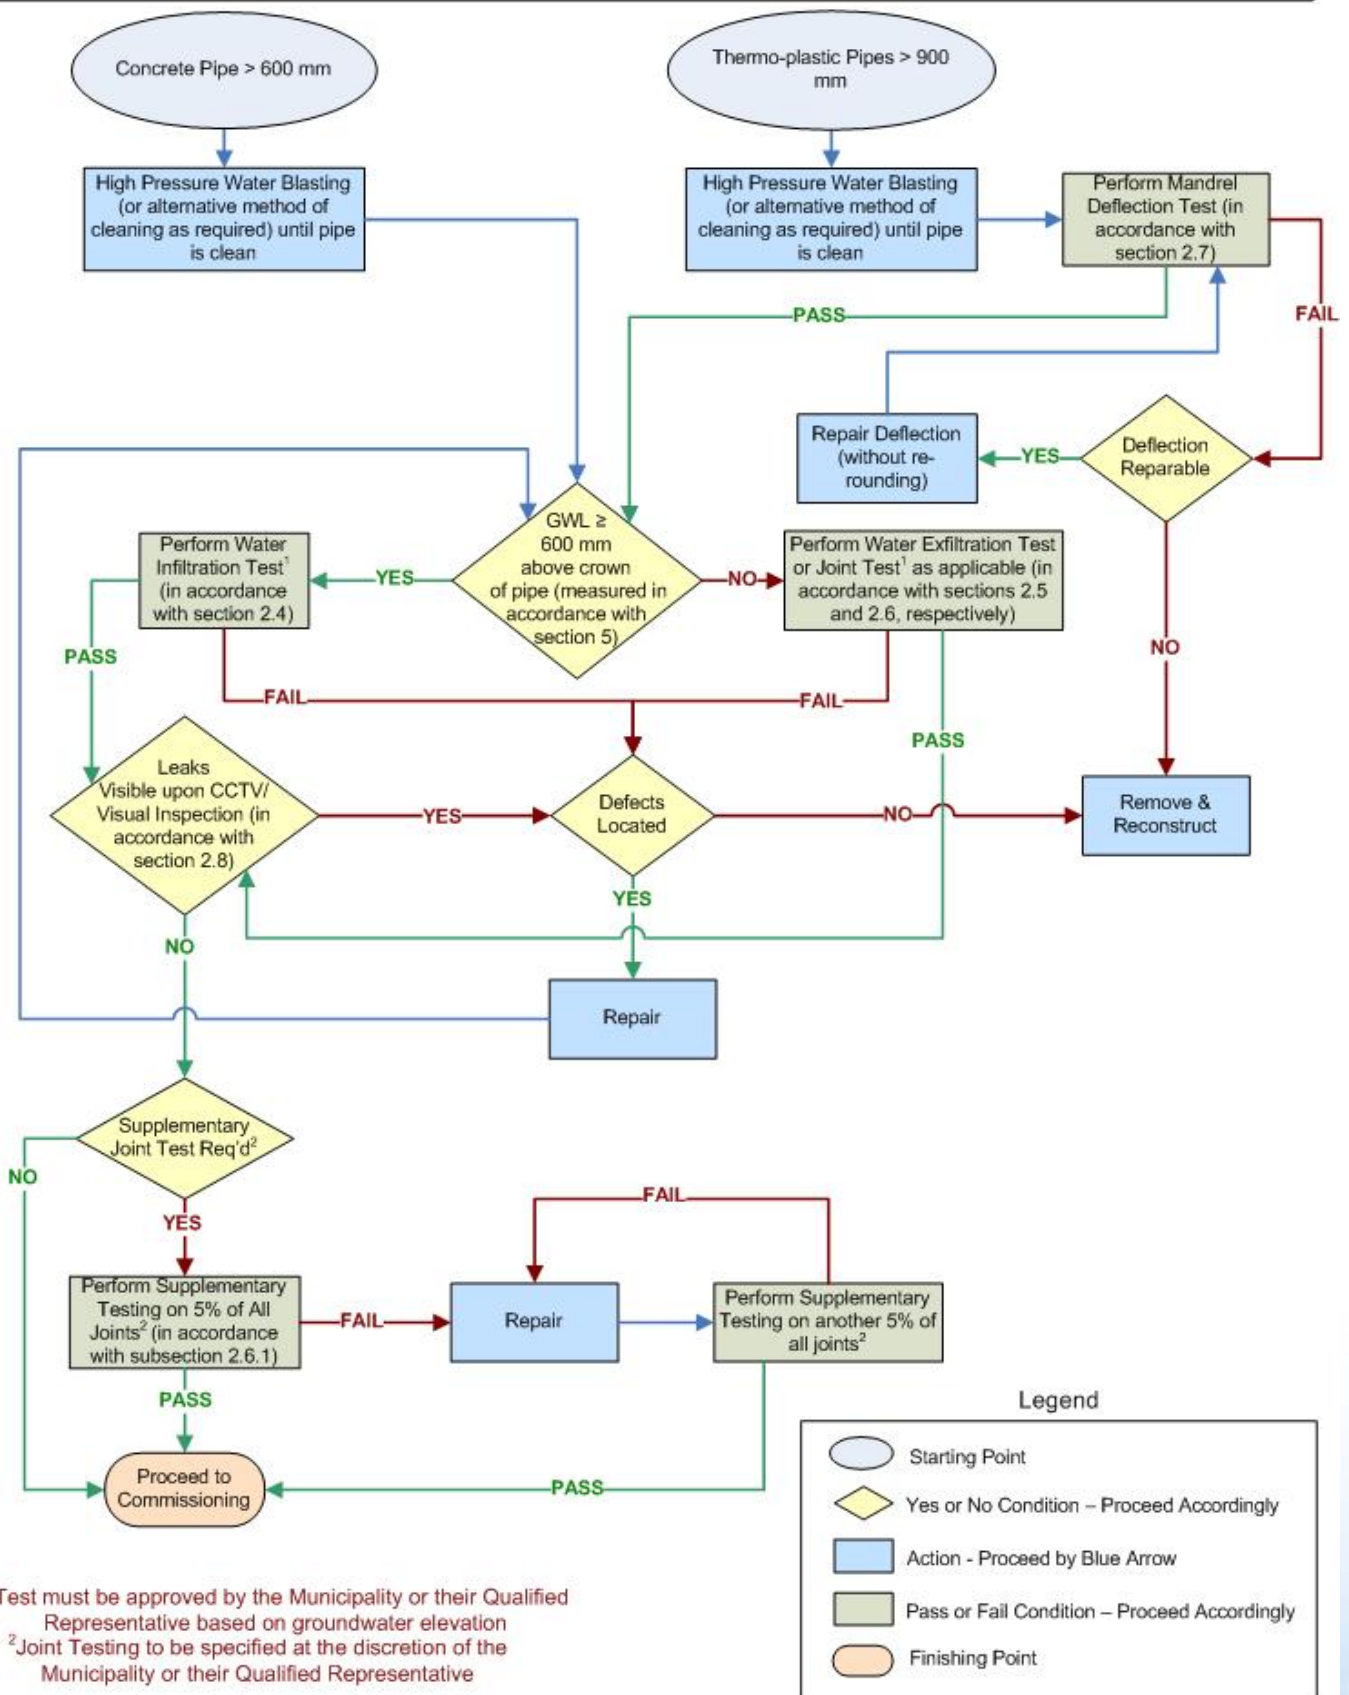 Concrete Pipe > 600 mm
Thermo-plastic Pipes > 900
mm
High Pressure Water Blasting
(or alternative method of
cleaning as required) until pipe
is clean
High Pressure Water Blasting
(or alternative method of
cleaning as required) until pipe
is clean
Perform Mandrel
Deflection Test (in
accordance with
section 2.7)
PASS
FAIL
Repair Deflection
(without re-
rounding)
YES
Deflection
Reparable
Perform Water
Infiltration Test¹
(in accordance
with section 2.4)
YES
GWL ≥
600 mm
above crown
of pipe (measured in
accordance with
section 5)
NO
Perform Water Exfiltration Test
or Joint Test¹ as applicable (in
accordance with sections 2.5
and 2.6, respectively)
NO
PASS
FAIL
FAIL
PASS
Leaks
Visible upon CCTV/
Visual Inspection (in
accordance with
section 2.8)
YES
Defects
Located
NO
Remove &
Reconstruct
YES
NO
Repair
Supplementary
Joint Test Req'd²
NO
YES
FAIL
Perform Supplementary
Testing on 5% of All
Joints² (in accordance
with subsection 2.6.1)
FAIL
Repair
Perform Supplementary
Testing on another 5% of
all joints²
PASS
Proceed to
Commissioning
PASS
Legend
Starting Point
Yes or No Condition – Proceed Accordingly
Action - Proceed by Blue Arrow
Pass or Fail Condition – Proceed Accordingly
Finishing Point
Test must be approved by the Municipality or their Qualified
Representative based on groundwater elevation
²Joint Testing to be specified at the discretion of the
Municipality or their Qualified Representative